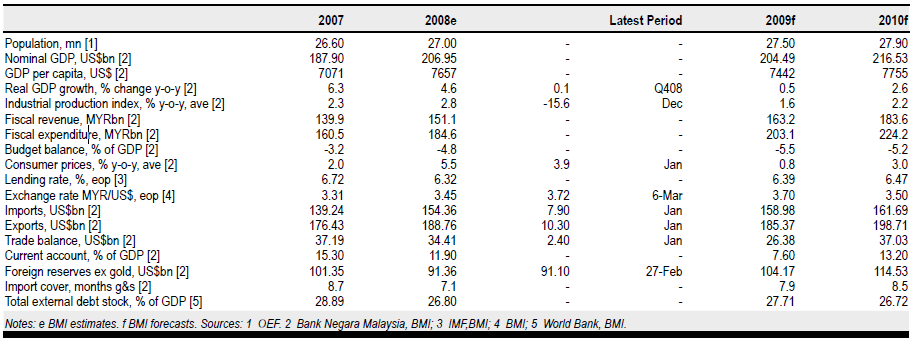 2007 2008e Latest Period 2009f 2010f
Population, mn [1] 26.60 27.00 - - 27.50 27.90
Nominal GDP, US$bn [2] 187.90 206.95 - - 204.49 216.53
GDP per capita, US$ [2] 7071 7657 - - 7442 7755
Real GDP growth, % change y-o-y [2] 6.3 4.6 0.1 Q408 0.5 2.6
Industrial production index, % y-o-y, ave [2] 2.3 2.8 -15.6 Dec 1.6 2.2
Fiscal revenue, MYRbn [2] 139.9 151.1 - - 163.2 183.6
Fiscal expenditure, MYRbn [2] 160.5 184.6 - - 203.1 224.2
Budget balance, % of GDP [2] -3.2 -4.8 - - -5.5 -5.2
Consumer prices, % y-o-y, ave [2] 2.0 5.5 3.9 Jan 0.8 3.0
Lending rate, %, eop [3] 6.72 6.32 - - 6.39 6.47
Exchange rate MYR/US$, eop [4] 3.31 3.45 3.72 6-Mar 3.70 3.50
Imports, US$bn [2] 139.24 154.36 7.90 Jan 158.98 161.69
Exports, US$bn [2] 176.43 188.76 10.30 Jan 185.37 198.71
Trade balance, US$bn [2] 37.19 34.41 2.40 Jan 26.38 37.03
Current account, % of GDP [2] 15.30 11.90 - - 7.60 13.20
Foreign reserves ex gold, US$bn [2] 101.35 91.36 91.10 27-Feb 104.17 114.53
Import cover, months g&s [2] 8.7 7.1 - - 7.9 8.5
Total external debt stock, % of GDP [5] 28.89 26.80 - - 27.71 26.72
Notes: e BMI estimates. f BMI forecasts. Sources: 1 OEF. 2 Bank Negara Malaysia, BMI; 3 IMF,BMI; 4 BMI; 5 World Bank, BMI.